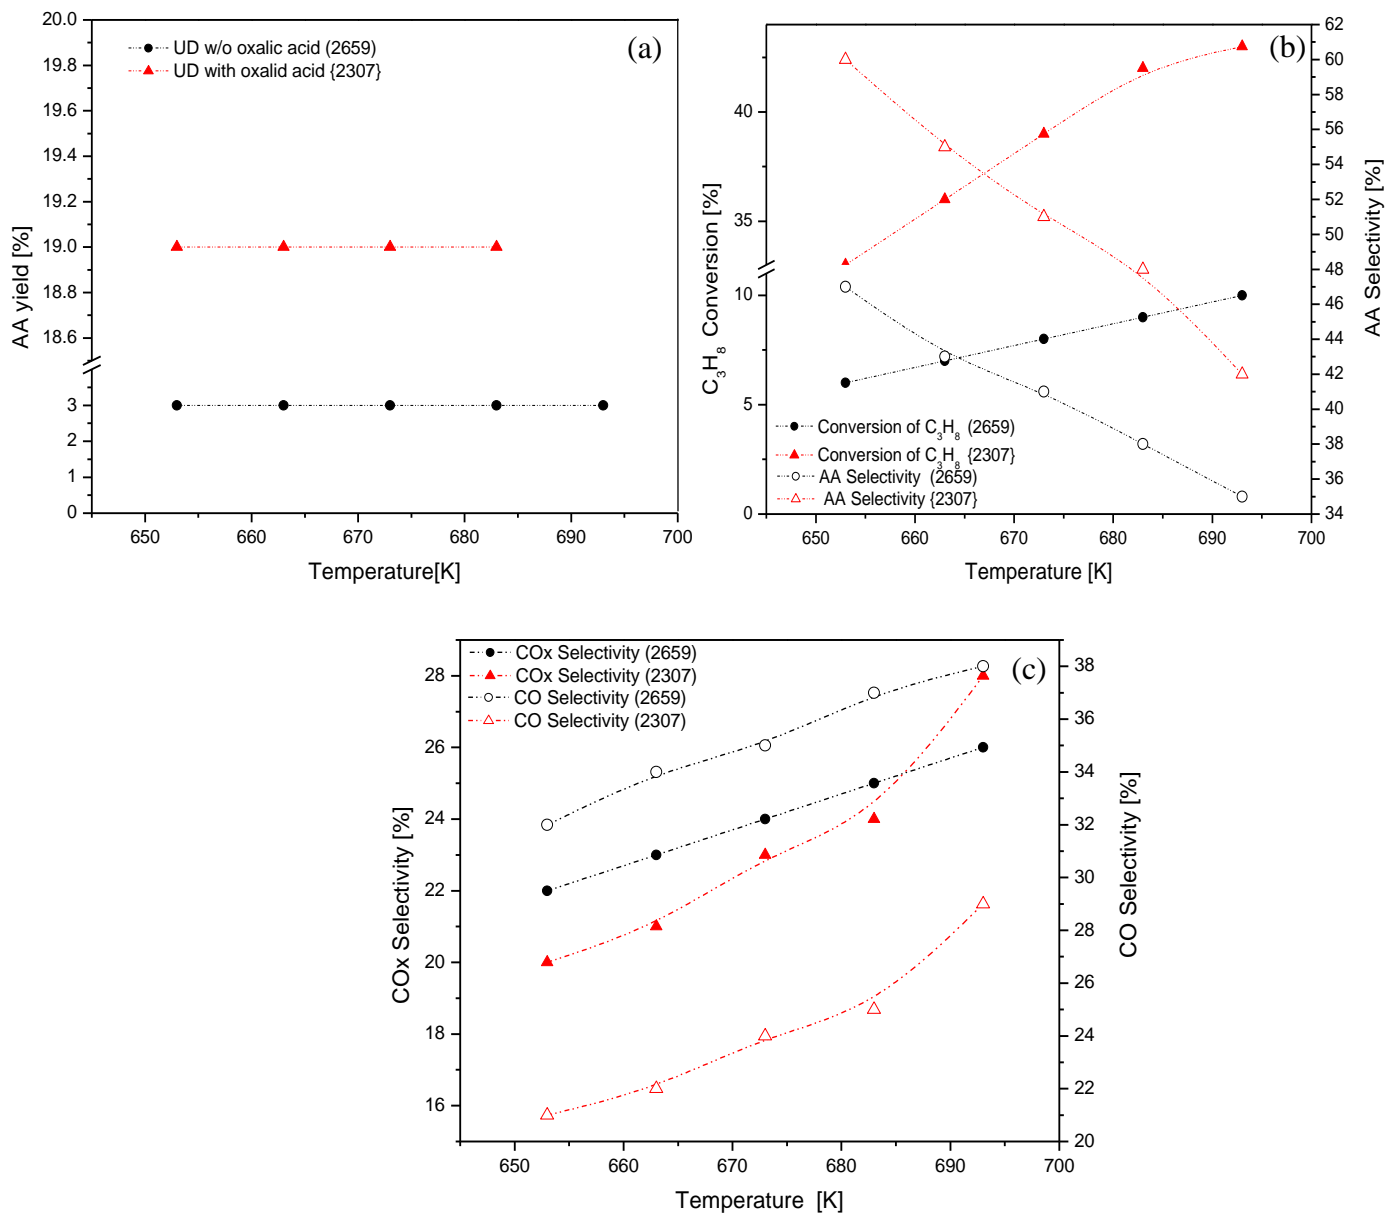 (a)
UD w/o oxalic acid (2659)
UD with oxalid acid {2307}
20.0
19.8
19.6
19.4
19.2
19.0
18.8
18.6
3
2
1
0
AA yield [%]
650 660 670 680 690 700
Temperature[K]
(b)
40
35
10
5
0
C3H8 Conversion [%]
62
60
58
56
54
52
50
48
46
44
42
40
38
36
34
AA Selectivity [%]
Conversion of C3H8 (2659)
Conversion of C3H8 {2307}
AA Selectivity (2659)
AA Selectivity {2307}
650 660 670 680 690 700
Temperature [K]
(c)
COx Selectivity (2659)
COx Selectivity (2307)
CO Selectivity (2659)
CO Selectivity (2307)
28
26
24
22
20
18
16
COx Selectivity [%]
38
36
34
32
30
28
26
24
22
20
CO Selectivity [%]
650 660 670 680 690 700
Temperature [K]